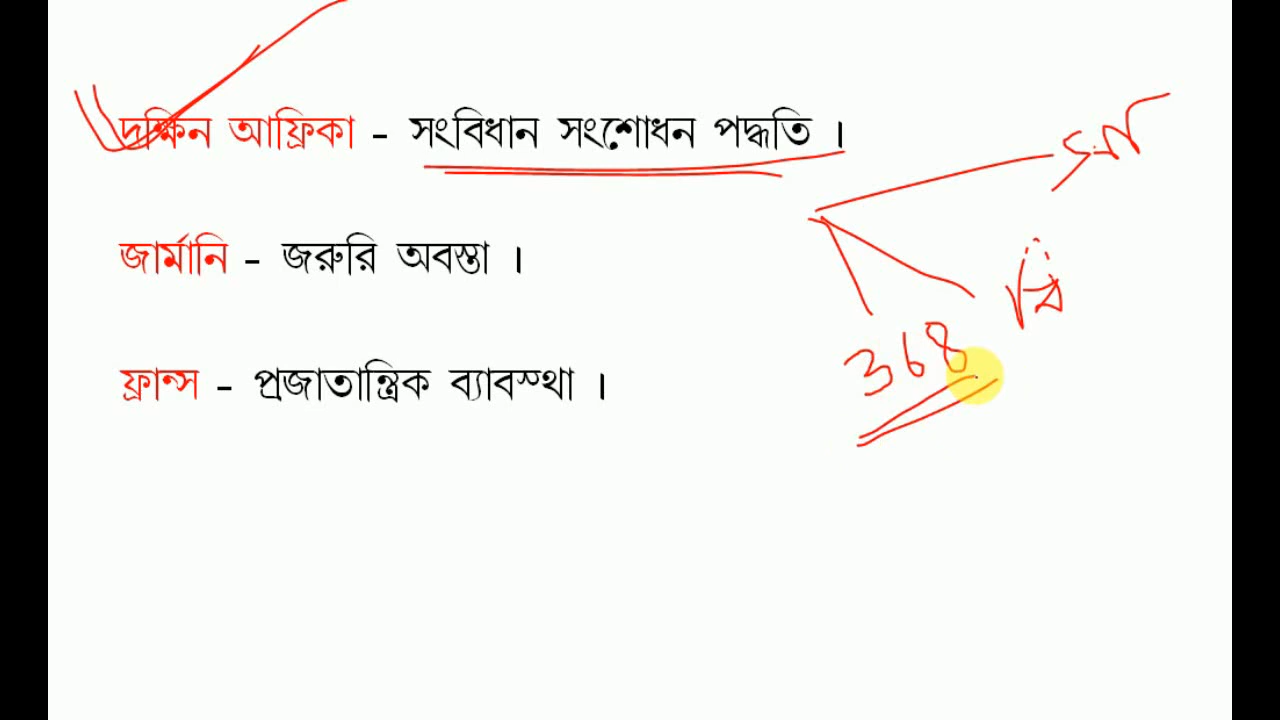 দক্ষিন আফ্রিকা - সংবিধান সংশোধন পদ্ধতি ।
জার্মানি - জরুরি অবস্তা ।
368
ফ্রান্স - প্রজাতান্ত্রিক ব্যাবস্থা ।